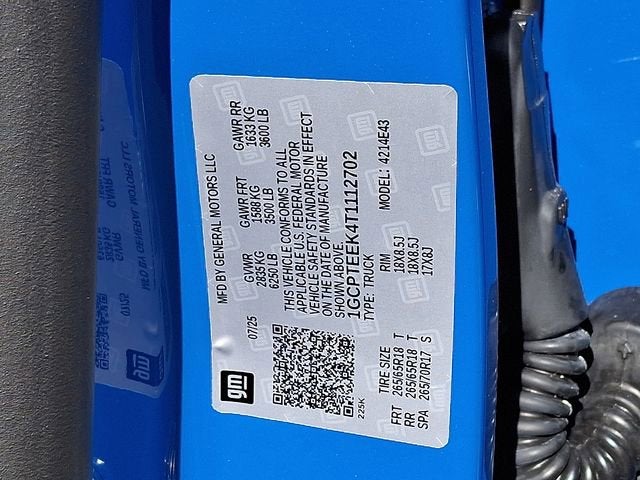 gm
MFD BY GENERAL MOTORS LLC
07/25
GVWR GAWR FRT GAWR RR
2835 KG 1588 KG 1633 KG
6250 LB 3500 LB 3600 LB
THIS VEHICLE CONFORMS TO ALL
APPLICABLE U.S. FEDERAL MOTOR
VEHICLE SAFETY STANDARDS IN EFFECT
ON THE DATE OF MANUFACTURE
SHOWN ABOVE.
1GCPTEEK4T1112702
TYPE: TRUCK MODEL: 4214E43
225K
TIRE SIZE RIM
FRT 265/65R18 T 18X8.5J
RR 265/65R18 T 18X8.5J
SPA 265/70R17 S 17X8J